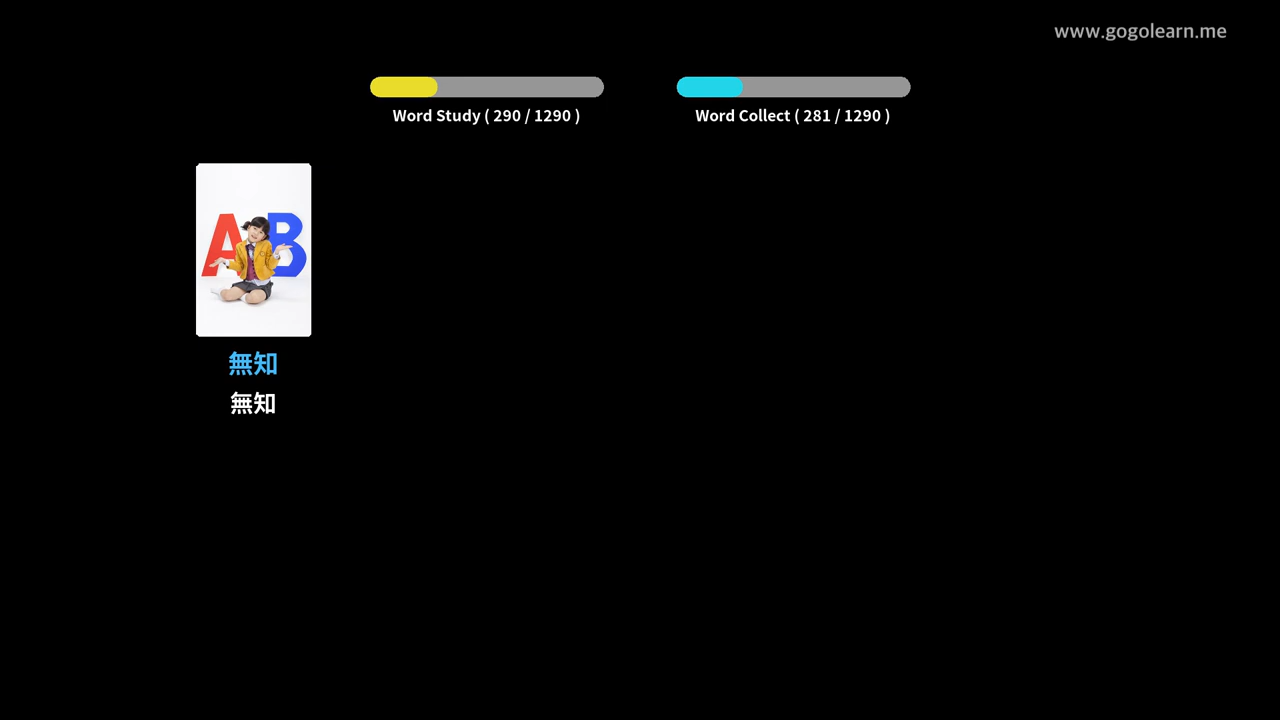 www.gogolearn.me
Word Study ( 290 / 1290 )
Word Collect ( 281 / 1290 )
A B
無知
無知